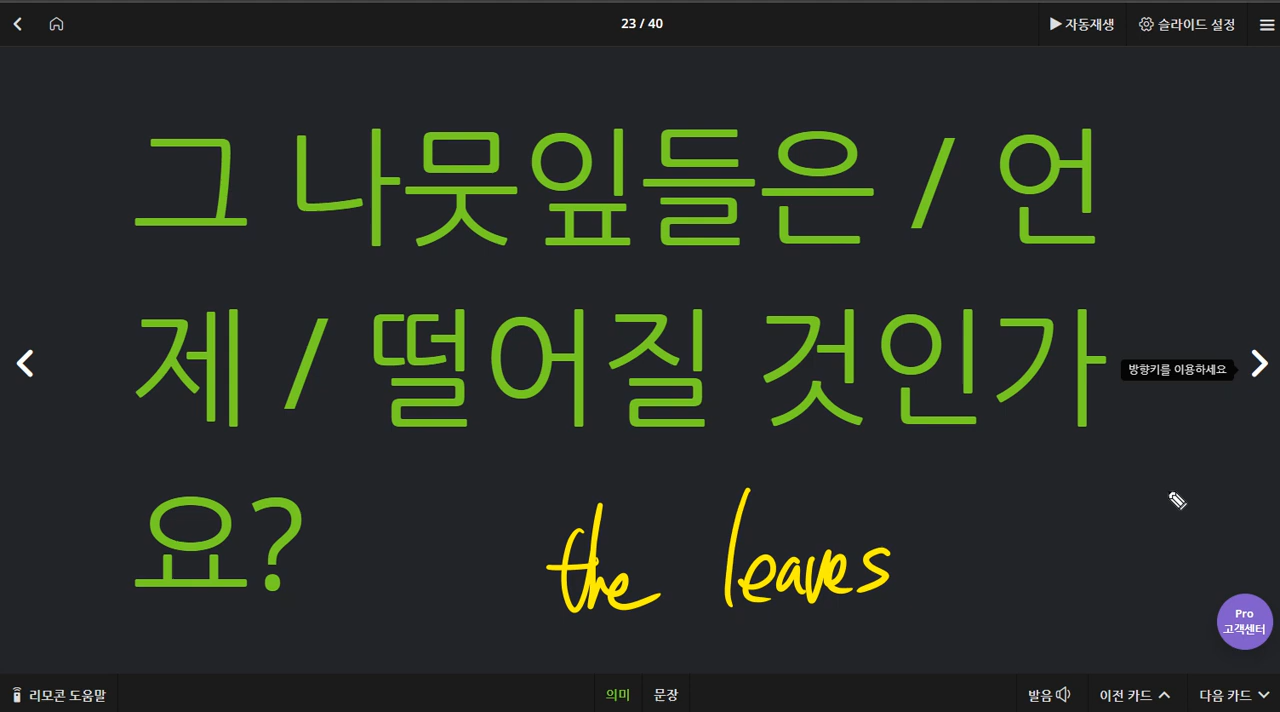 23 / 40
자동재생
슬라이드 설정
그 나뭇잎들은 / 언
제 / 떨어질 것인가
방향키를 이용하세요
요?
the leaves
Pro
고객센터
리모콘 도움말
의미
문장
발음
이전 카드
다음 카드